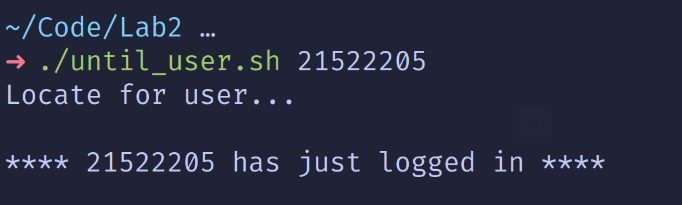 ~/Code/Lab2 …
➜ ./until_user.sh 21522205
Locate for user...
**** 21522205 has just logged in ****